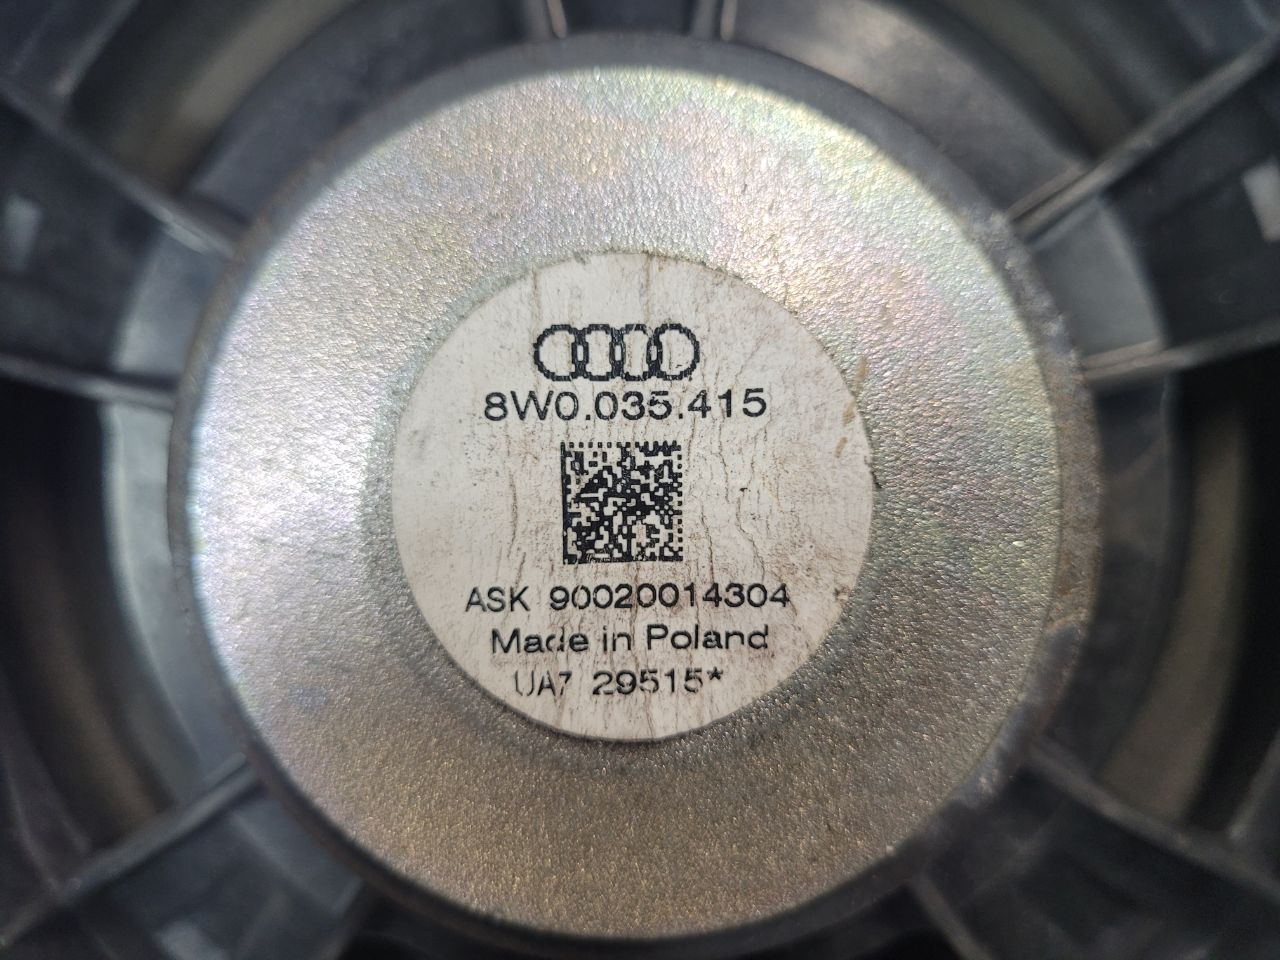 8W0.035.415
ASK 90020014304
Made in Poland
UA7 29515*